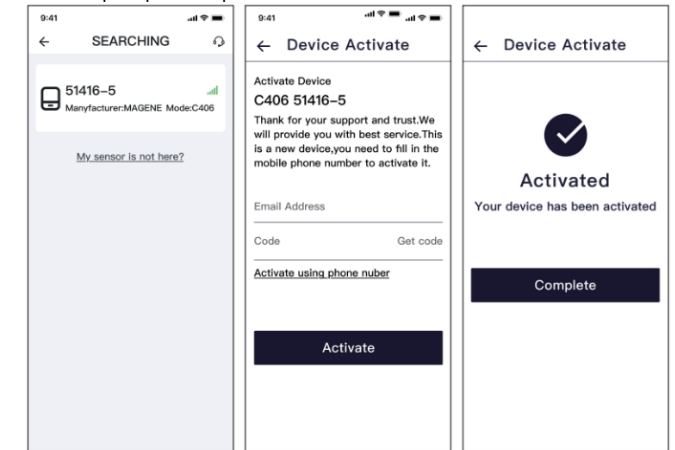 9:41
SEARCHING
51416-5
Manyfacturer:MAGENE Mode:C406
My sensor is not here?
9:41
Device Activate
Activate Device
C406 51416-5
Thank for your support and trust.We
will provide you with best service.This
is a new device,you need to fill in the
mobile phone number to activate it.
Email Address
Code Get code
Activate using phone nuber
Activate
Device Activate
Activated
Your device has been activated
Complete